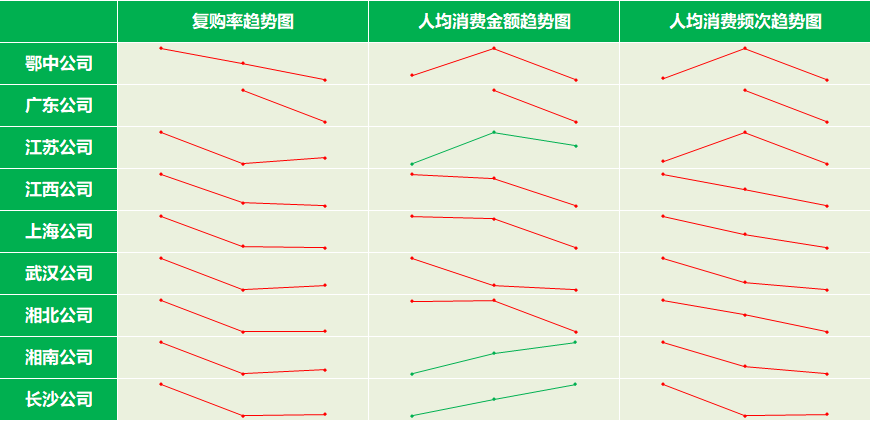 复购率趋势图 人均消费金额趋势图 人均消费频次趋势图
鄂中公司
广东公司
江苏公司
江西公司
上海公司
武汉公司
湘北公司
湘南公司
长沙公司